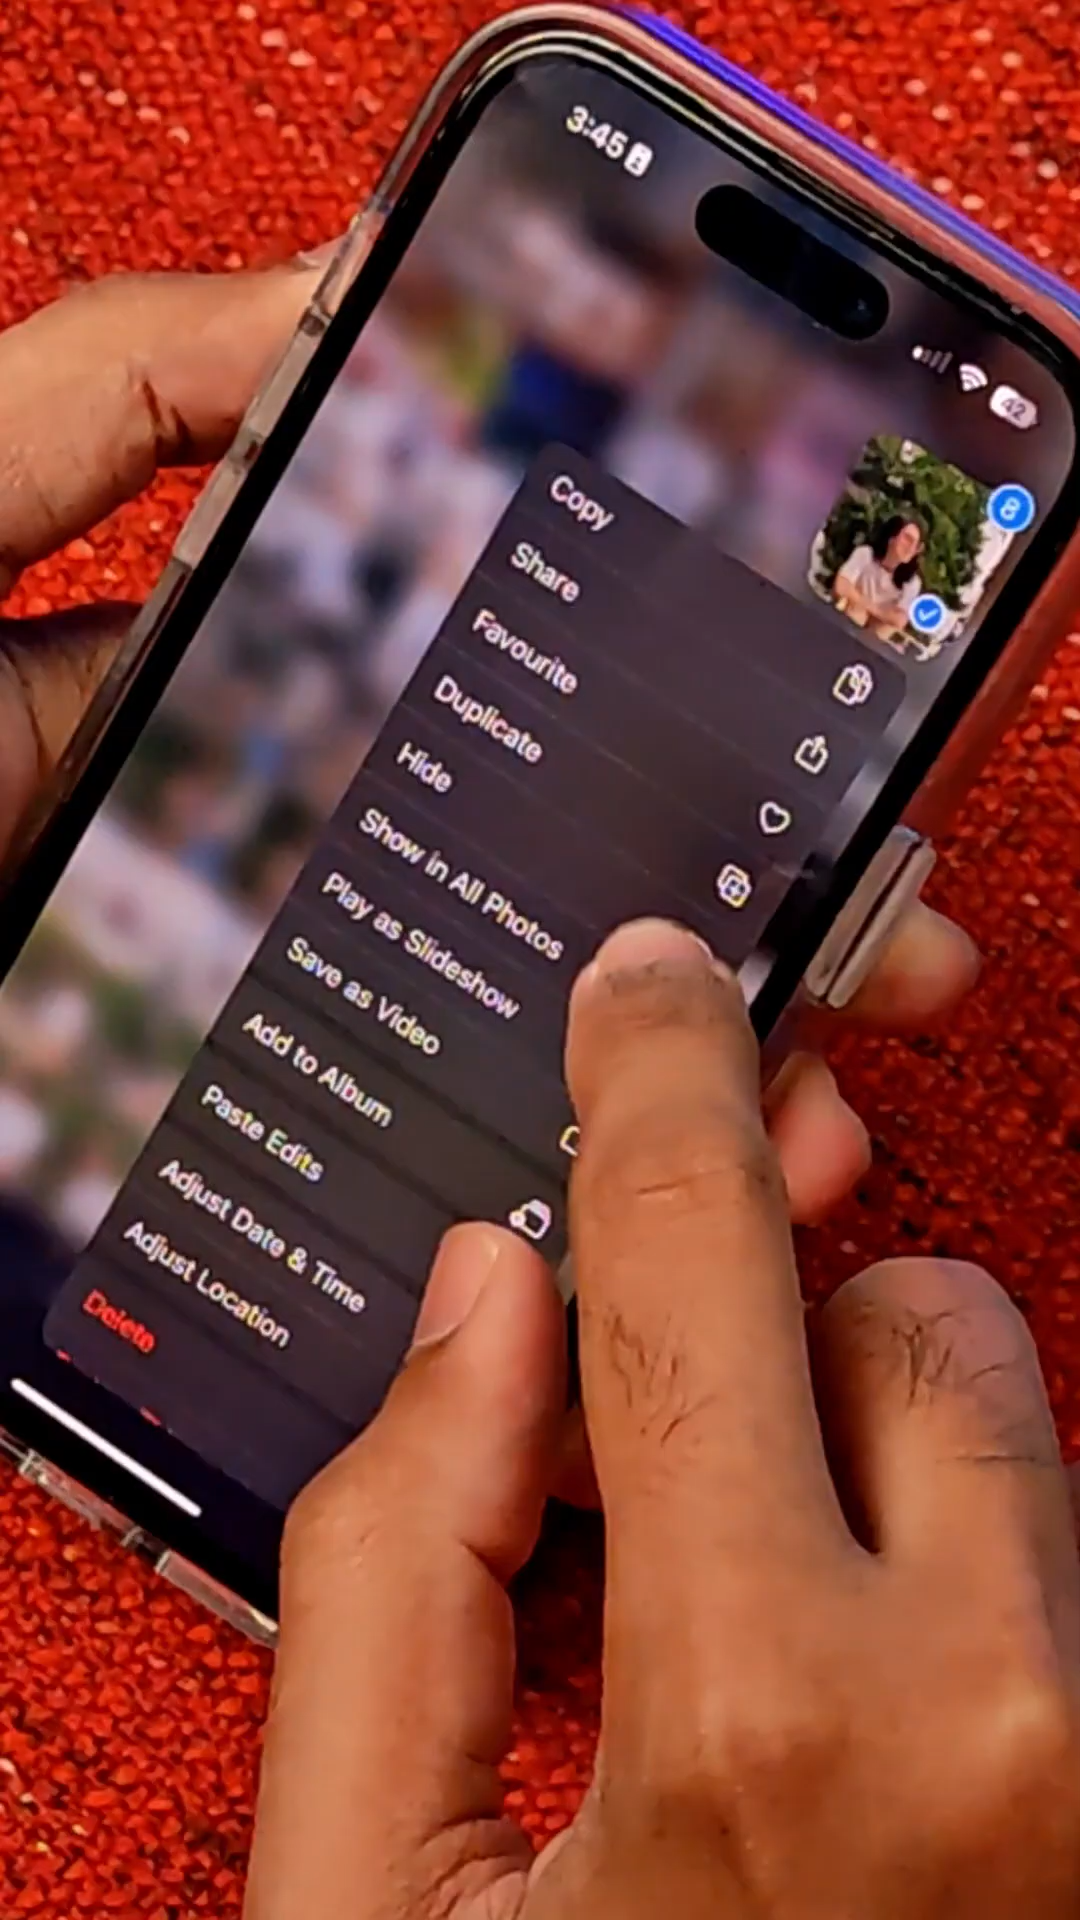 3:45
42
8
Copy
Share
Favourite
Duplicate
Hide
Show in All Photos
Play as Slideshow
Save as Video
Add to Album
Paste Edits
Adjust Date & Time
Adjust Location
Delete